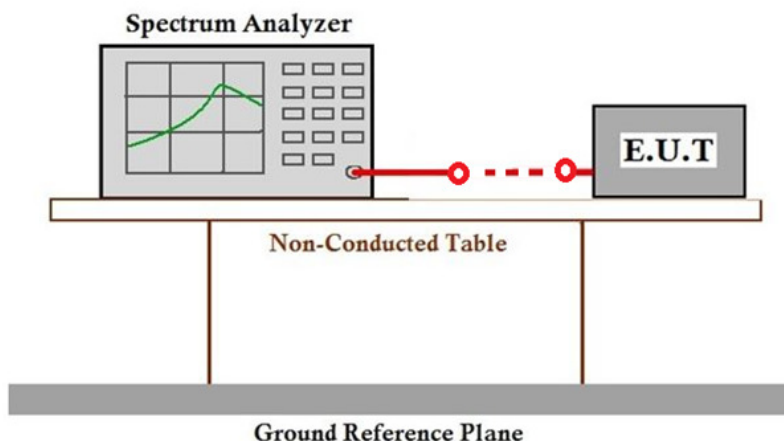 Spectrum Analyzer
E.U.T
Non-Conducted Table
Ground Reference Plane